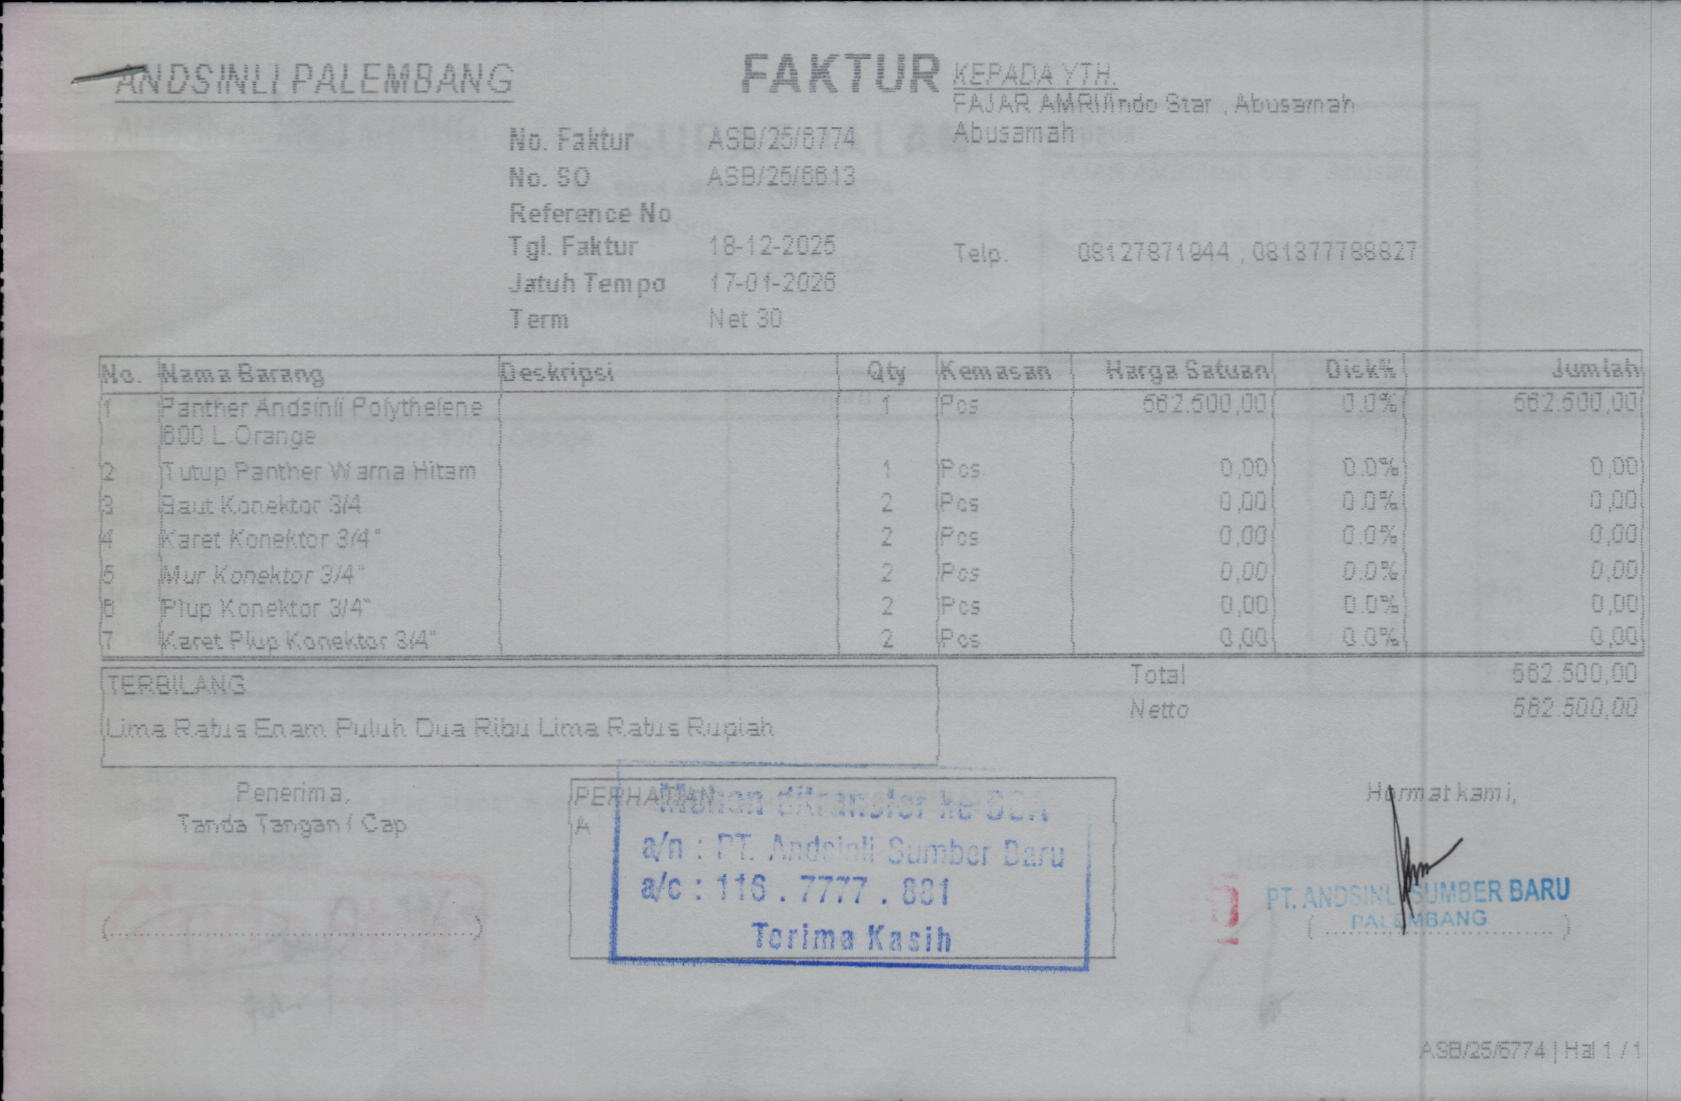 ANDSINLI PALEMBANG
FAKTUR
KEPADA YTH.
FAJAR AMRI/Indo Star , Abusamah
Abusamah
No. Faktur ASB/25/6774
No. SO ASB/25/6613
Reference No
Tgl. Faktur 18-12-2025
Jatuh Tempo 17-01-2026
Term Net 30
Telp. 08127871944 , 081377788827
No. Nama Barang Deskripsi Qty Kemasan Harga Satuan Disk% Jumlah
1 Panther Andsinli Polythelene 1 Pcs 562.500,00 0.0% 562.500,00
600 L Orange
2 Tutup Panther Warna Hitam 1 Pcs 0,00 0.0% 0,00
3 Baut Konektor 3/4 2 Pcs 0,00 0.0% 0,00
4 Karet Konektor 3/4" 2 Pcs 0,00 0.0% 0,00
5 Mur Konektor 3/4" 2 Pcs 0,00 0.0% 0,00
6 Plup Konektor 3/4" 2 Pcs 0,00 0.0% 0,00
7 Karet Plup Konektor 3/4" 2 Pcs 0,00 0.0% 0,00
Total 562.500,00
Netto 562.500,00
TERBILANG
Lima Ratus Enam Puluh Dua Ribu Lima Ratus Rupiah
Penerima,
Tanda Tangan / Cap
PERHATIAN
A
Mohon ditransfer ke BCA
a/n : PT. Andsinli Sumber Baru
a/c : 116 . 7777 . 881
Terima Kasih
Hormat kami,
PT. ANDSINLI SUMBER BARU
PALEMBANG
ASB/25/6774 | Hal 1 / 1